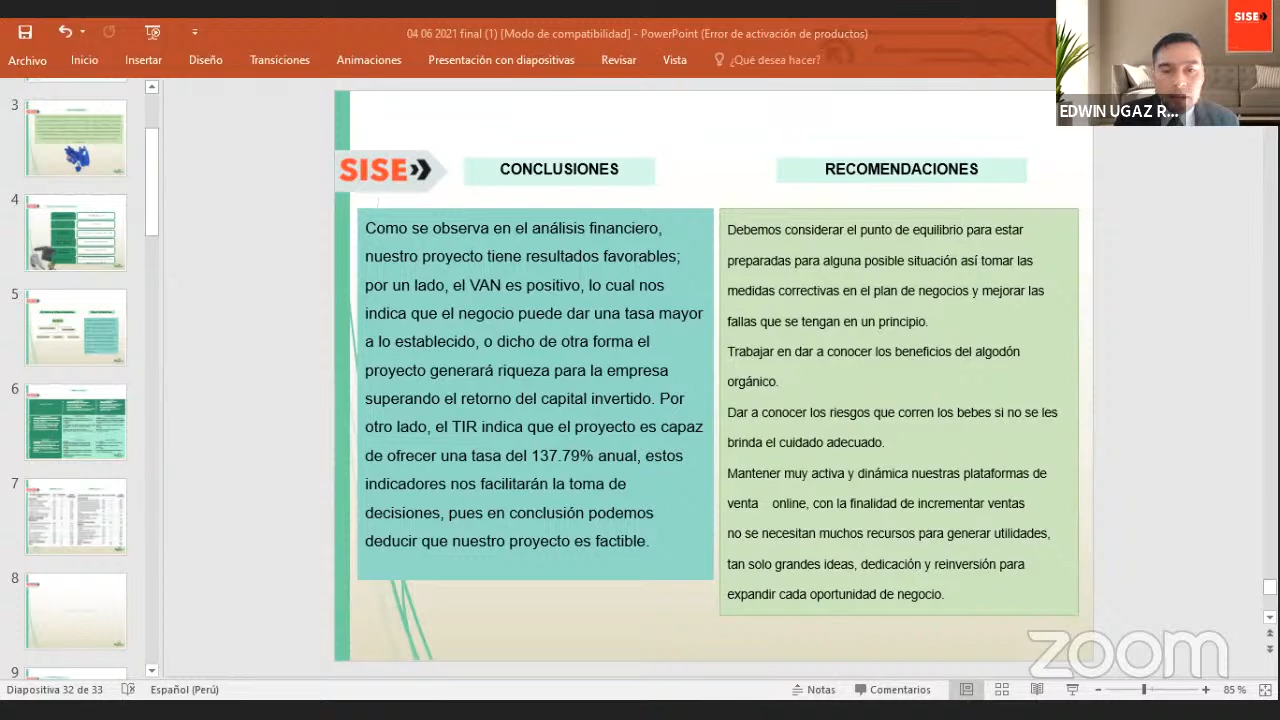 04 06 2021 final (1) [Modo de compatibilidad] - PowerPoint (Error de activación de productos)
Archivo Inicio Insertar Diseño Transiciones Animaciones Presentación con diapositivas Revisar Vista ¿Qué desea hacer?
SISE
EDWIN UGAZ R...
3
4
5
6
7
8
9
SISE
CONCLUSIONES
Como se observa en el análisis financiero,
nuestro proyecto tiene resultados favorables;
por un lado, el VAN es positivo, lo cual nos
indica que el negocio puede dar una tasa mayor
a lo establecido, o dicho de otra forma el
proyecto generará riqueza para la empresa
superando el retorno del capital invertido. Por
otro lado, el TIR indica que el proyecto es capaz
de ofrecer una tasa del 137.79% anual, estos
indicadores nos facilitarán la toma de
decisiones, pues en conclusión podemos
deducir que nuestro proyecto es factible.
RECOMENDACIONES
Debemos considerar el punto de equilibrio para estar
preparadas para alguna posible situación así tomar las
medidas correctivas en el plan de negocios y mejorar las
fallas que se tengan en un principio.
Trabajar en dar a conocer los beneficios del algodón
orgánico.
Dar a conocer los riesgos que corren los bebes si no se les
brinda el cuidado adecuado.
Mantener muy activa y dinámica nuestras plataformas de
venta online, con la finalidad de incrementar ventas
no se necesitan muchos recursos para generar utilidades,
tan solo grandes ideas, dedicación y reinversión para
expandir cada oportunidad de negocio.
zoom
Diapositiva 32 de 33 Español (Perú) Notas Comentarios 85 %